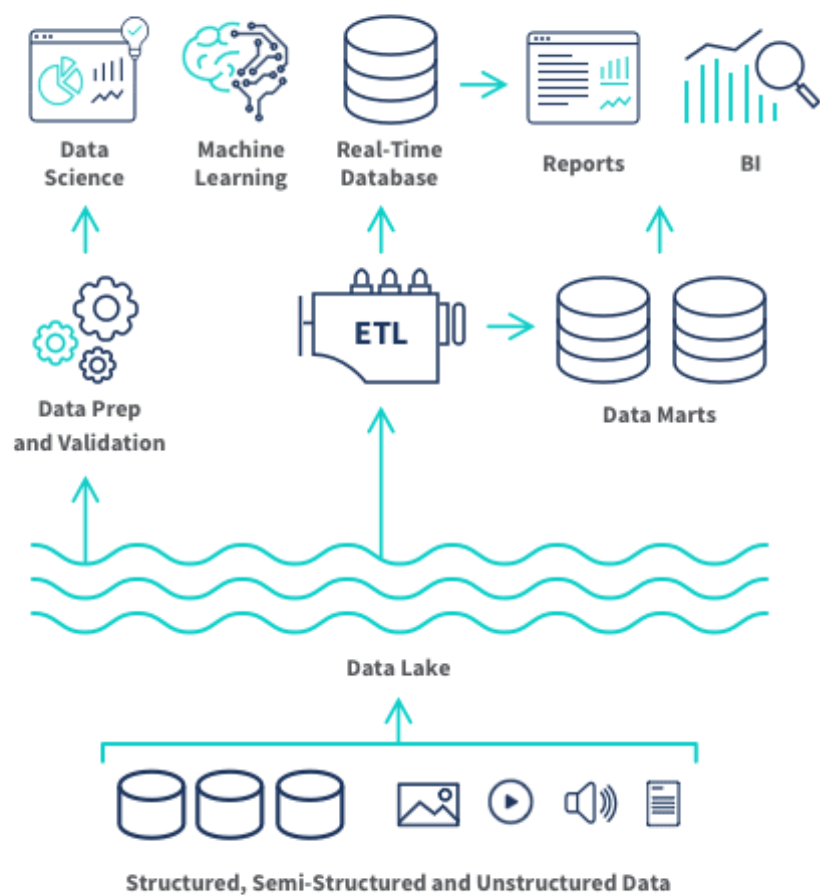 Data
Science
Machine
Learning
Real-Time
Database
Reports
BI
ETL
Data Prep
and Validation
Data Marts
Data Lake
Structured, Semi-Structured and Unstructured Data